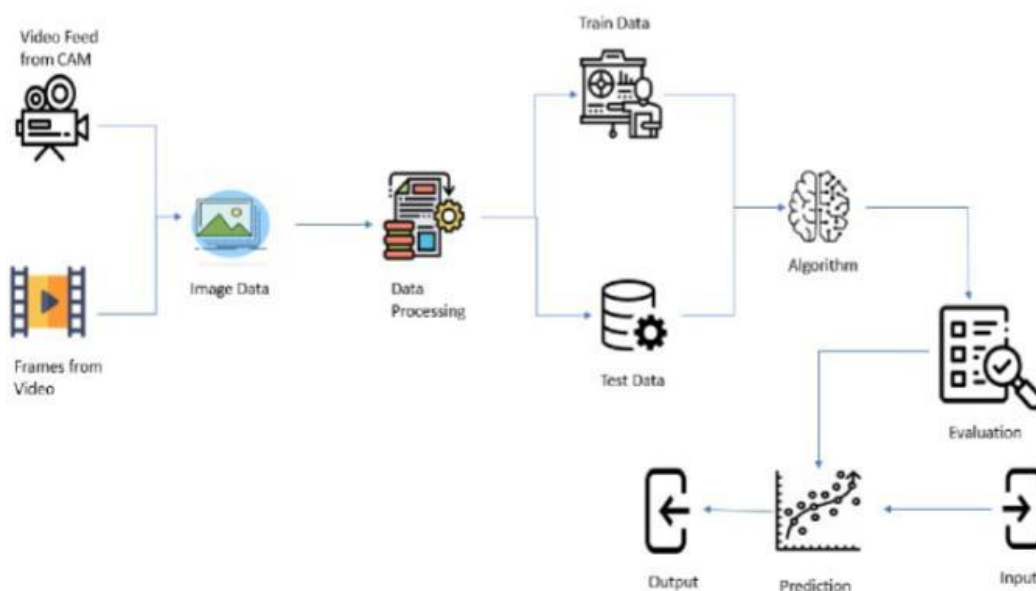 Video Feed
from CAM
Train Data
Image Data
Data
Processing
Algorithm
Frames from
Video
Test Data
Evaluation
Output
Prediction
Input